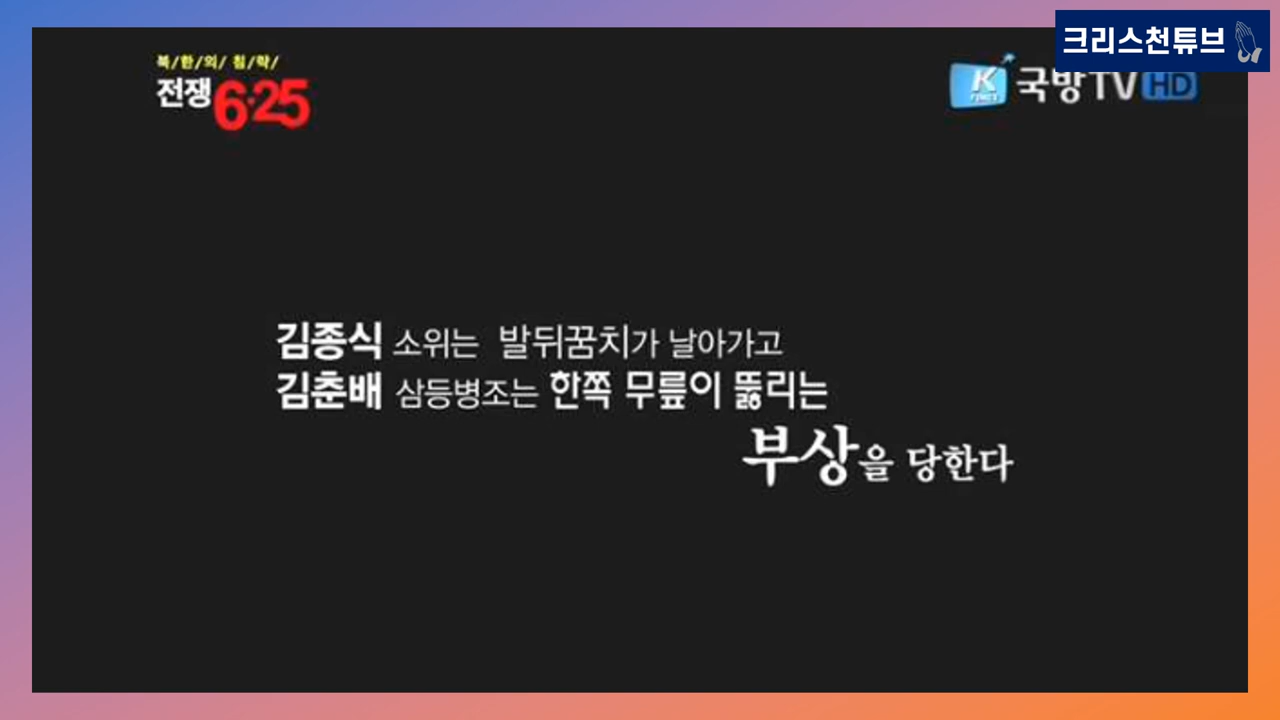 크리스천튜브
북/한/의/ 침/략/
전쟁 6·25
K
국방TV HD
김종식 소위는 발뒤꿈치가 날아가고
김춘배 삼등병조는 한쪽 무릎이 뚫리는
부상을 당한다